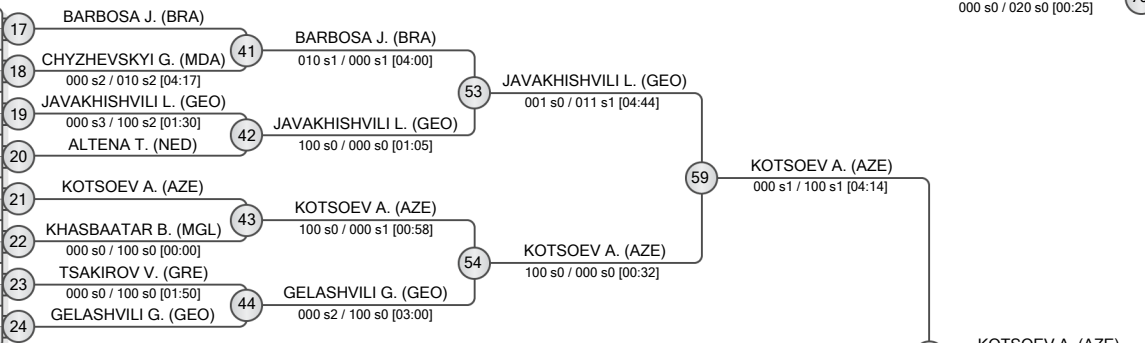 000 s0 / 020 s0 [00:25]
17
BARBOSA J. (BRA)
41
BARBOSA J. (BRA)
010 s1 / 000 s1 [04:00]
18
CHYZHEVSKYI G. (MDA)
000 s2 / 010 s2 [04:17]
53
JAVAKHISHVILI L. (GEO)
001 s0 / 011 s1 [04:44]
19
JAVAKHISHVILI L. (GEO)
000 s3 / 100 s2 [01:30]
42
JAVAKHISHVILI L. (GEO)
100 s0 / 000 s0 [01:05]
20
ALTENA T. (NED)
59
KOTSOEV A. (AZE)
000 s1 / 100 s1 [04:14]
21
KOTSOEV A. (AZE)
43
KOTSOEV A. (AZE)
100 s0 / 000 s1 [00:58]
22
KHASBAATAR B. (MGL)
000 s0 / 100 s0 [00:00]
54
KOTSOEV A. (AZE)
100 s0 / 000 s0 [00:32]
23
TSAKIROV V. (GRE)
000 s0 / 100 s0 [01:50]
44
GELASHVILI G. (GEO)
000 s2 / 100 s0 [03:00]
24
GELASHVILI G. (GEO)
KOTSOEV A. (AZE)